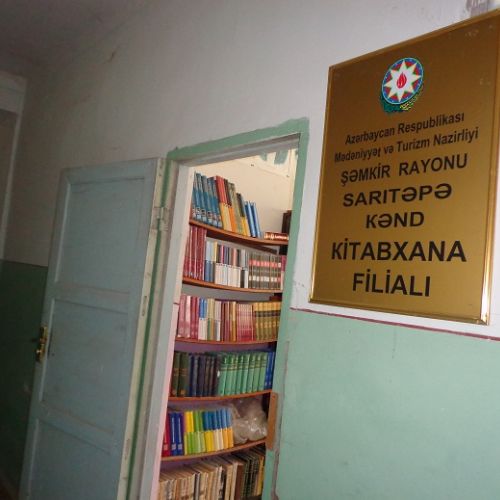 Azərbaycan Respublikası
Mədəniyyət və Turizm Nazirliyi
ŞƏMKİR RAYONU
SARITƏPƏ
KƏND
KİTABXANA
FİLİALI